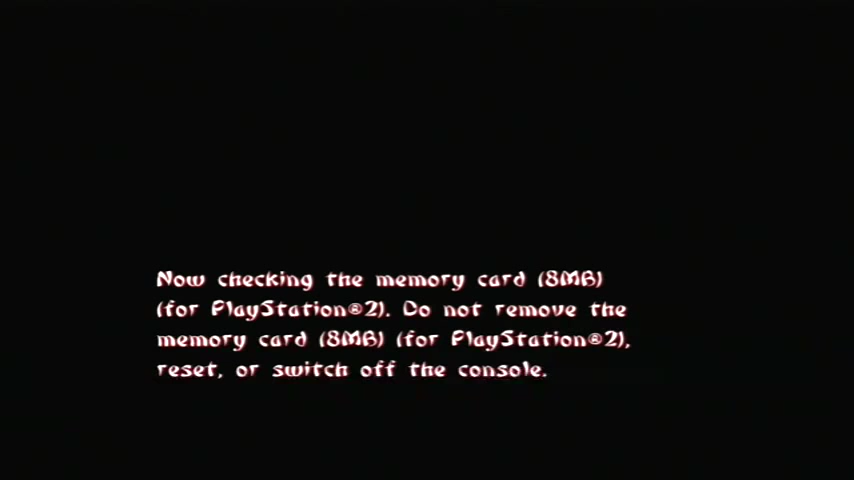 Now checking the memory card (8MB)
(for PlayStation®2). Do not remove the
memory card (8MB) (for PlayStation®2),
reset, or switch off the console.